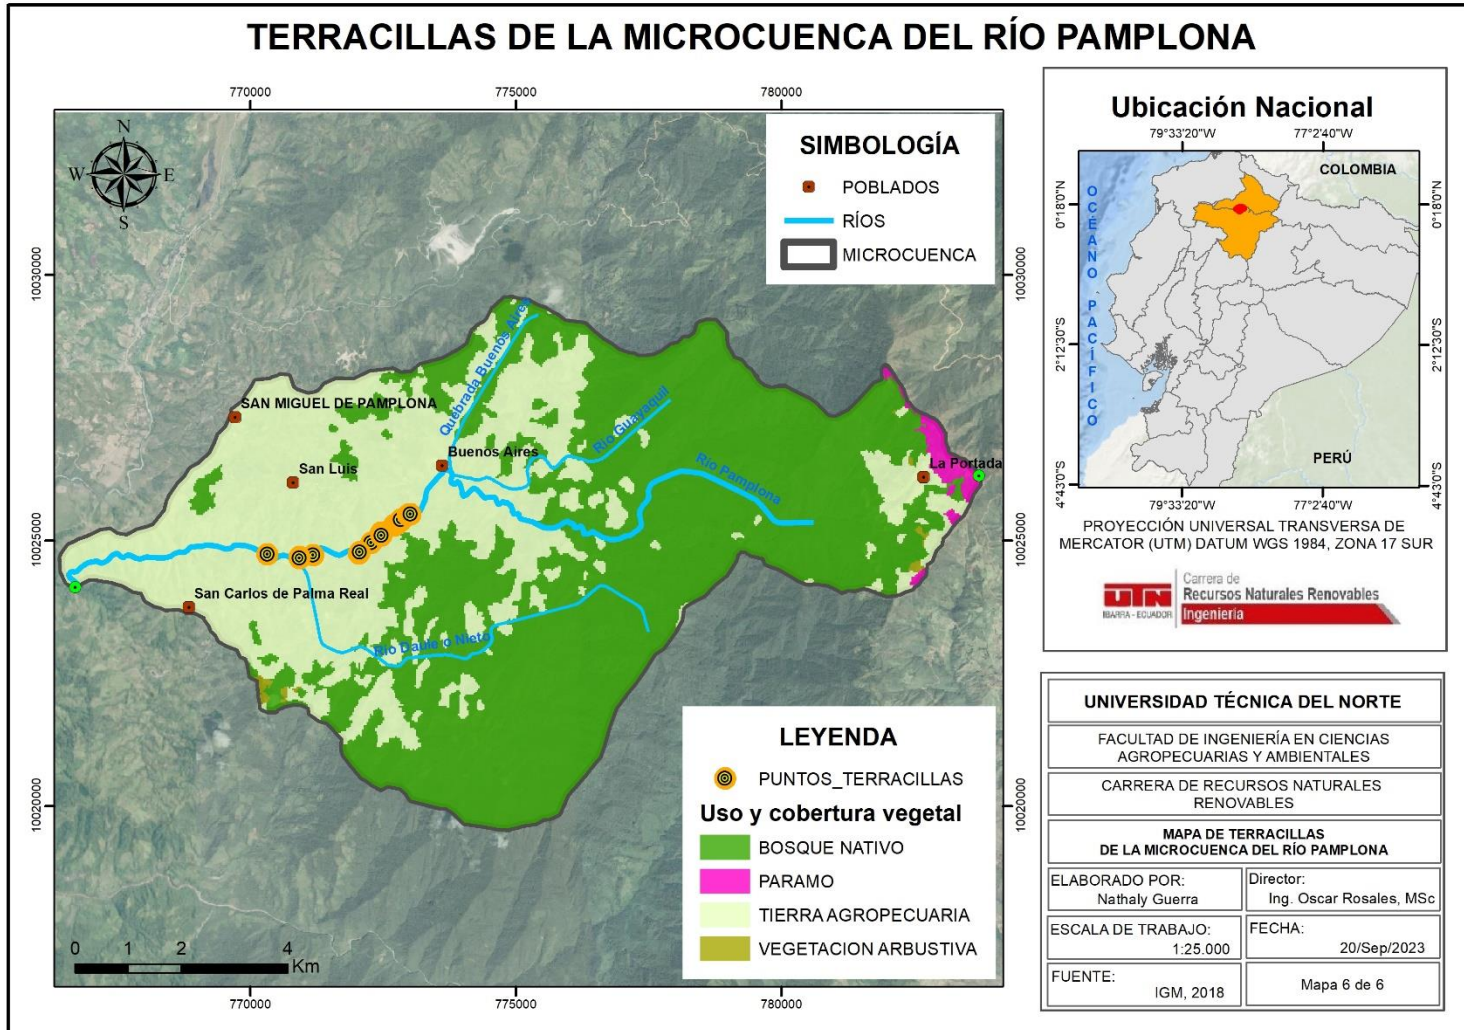 TERRACILLAS DE LA MICROCUENCA DEL RÍO PAMPLONA
770000
775000
780000
N
W
E
S
SIMBOLOGÍA
POBLADOS
RÍOS
MICROCUENCA
10030000
10030000
10025000
10025000
10020000
10020000
Quebrada Buenos Aires
SAN MIGUEL DE PAMPLONA
Río Guayaquil
Buenos Aires
San Luis
Río Pamplona
La Portada
San Carlos de Palma Real
Río Daule o Nieto
LEYENDA
PUNTOS_TERRACILLAS
Uso y cobertura vegetal
BOSQUE NATIVO
PARAMO
TIERRA AGROPECUARIA
VEGETACION ARBUSTIVA
0
1
2
4
Km
770000
775000
780000
Ubicación Nacional
79°33'20"W
77°2'40"W
COLOMBIA
0°18'0"N
0°18'0"N
OCÉANO PACÍFICO
2°12'30"S
2°12'30"S
PERÚ
4°43'0"S
4°43'0"S
79°33'20"W
77°2'40"W
PROYECCIÓN UNIVERSAL TRANSVERSA DE
MERCATOR (UTM) DATUM WGS 1984, ZONA 17 SUR
UTN
IBARRA - ECUADOR
Carrera de
Recursos Naturales Renovables
Ingeniería
UNIVERSIDAD TÉCNICA DEL NORTE
FACULTAD DE INGENIERÍA EN CIENCIAS
AGROPECUARIAS Y AMBIENTALES
CARRERA DE RECURSOS NATURALES
RENOVABLES
MAPA DE TERRACILLAS
DE LA MICROCUENCA DEL RÍO PAMPLONA
ELABORADO POR:
Nathaly Guerra
Director:
Ing. Oscar Rosales, MSc
ESCALA DE TRABAJO:
1:25.000
FECHA:
20/Sep/2023
FUENTE:
IGM, 2018
Mapa 6 de 6